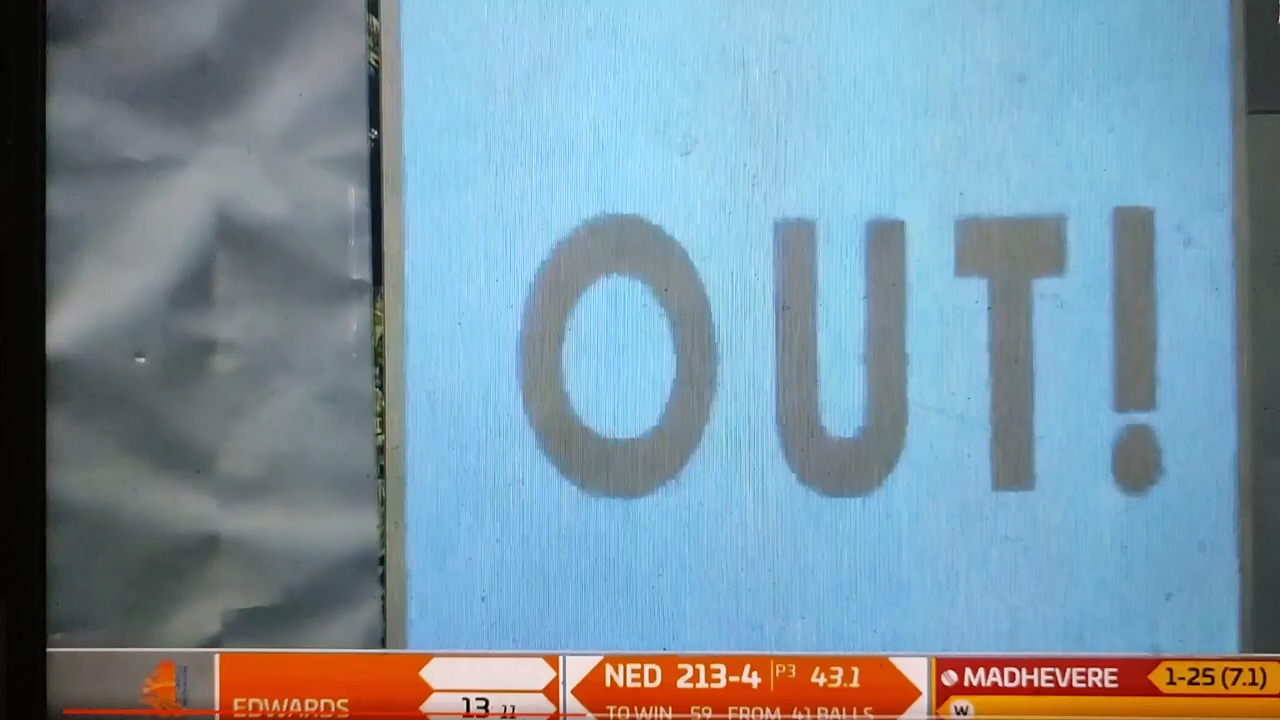 OUT!
NED 213-4 P3 43.1
MADHEVERE 1-25 (7.1)
EDWARDS 13 11
TO WIN 59 FROM 41 BALLS
W